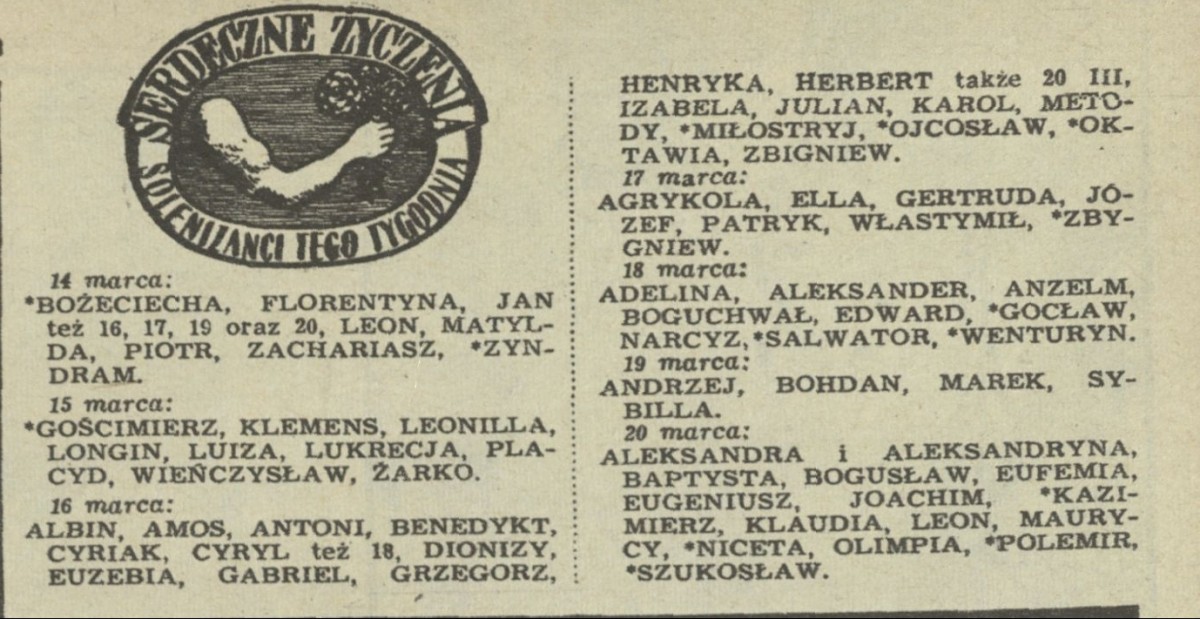 SERDECZNE ŻYCZENIA
SOLENIZANCI TEGO TYGODNIA
14 marca:
*BOŻECIECHA, FLORENTYNA, JAN
też 16, 17, 19 oraz 20, LEON, MATYL-
DA, PIOTR, ZACHARIASZ, *ZYN-
DRAM.
15 marca:
*GOŚCIMIERZ, KLEMENS, LEONILLA,
LONGIN, LUIZA, LUKRECJA, PLA-
CYD, WIEŃCZYSŁAW, ŻARKO.
16 marca:
ALBIN, AMOS, ANTONI, BENEDYKT,
CYRIAK, CYRYL też 18, DIONIZY,
EUZEBIA, GABRIEL, GRZEGORZ,
HENRYKA, HERBERT także 20 III,
IZABELA, JULIAN, KAROL, METO-
DY, *MIŁOSTRYJ, *OJCOSŁAW, *OK-
TAWIA, ZBIGNIEW.
17 marca:
AGRYKOLA, ELLA, GERTRUDA, JÓ-
ZEF, PATRYK, WŁASTYMIŁ, *ZBY-
GNIEW.
18 marca:
ADELINA, ALEKSANDER, ANZELM,
BOGUCHWAŁ, EDWARD, *GOCŁAW,
NARCYZ, *SALWATOR, *WENTURYN.
19 marca:
ANDRZEJ, BOHDAN, MAREK, SY-
BILLA.
20 marca:
ALEKSANDRA i ALEKSANDRYNA,
BAPTYSTA, BOGUSŁAW, EUFEMIA,
EUGENIUSZ, JOACHIM, *KAZI-
MIERZ, KLAUDIA, LEON, MAURY-
CY, *NICETA, OLIMPIA, *POLEMIR,
*SZUKOSŁAW.